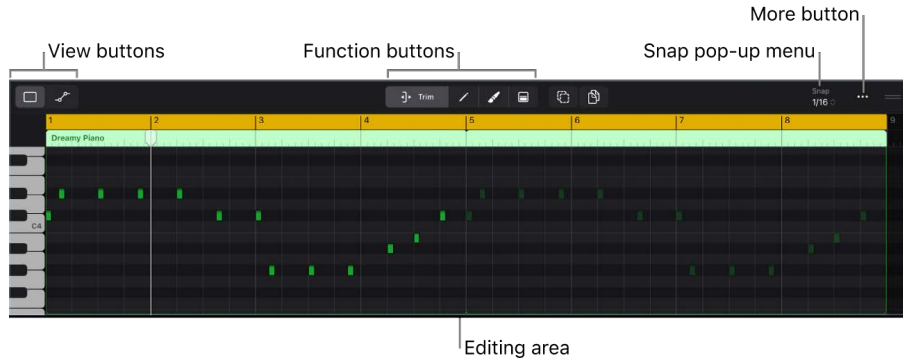 More button
View buttons
Function buttons
Snap pop-up menu
Trim
Snap
1/16
1 2 3 4 5 6 7 8 9
Dreamy Piano
C4
Editing area